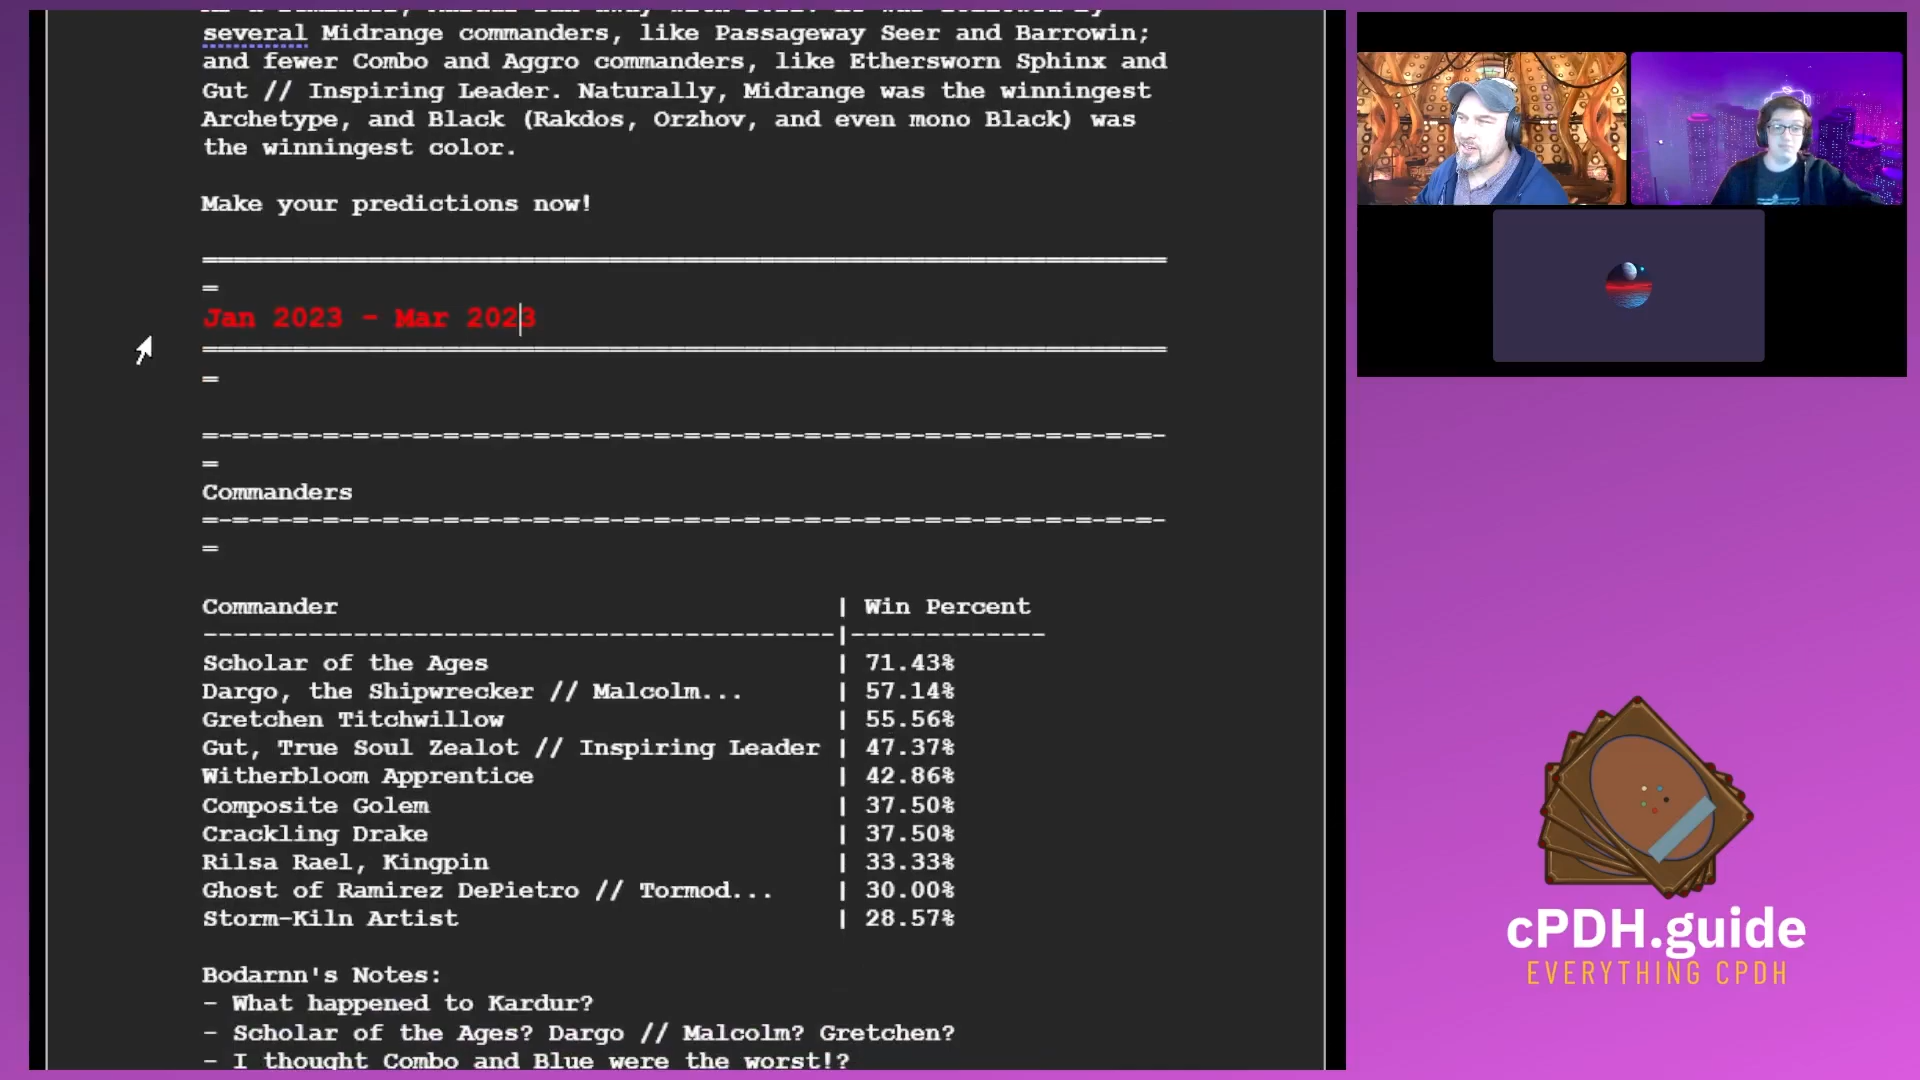 several Midrange commanders, like Passageway Seer and Barrowin;
and fewer Combo and Aggro commanders, like Ethersworn Sphinx and
Gut // Inspiring Leader. Naturally, Midrange was the winningest
Archetype, and Black (Rakdos, Orzhov, and even mono Black) was
the winningest color.
Make your predictions now!
================================================================
=
Jan 2023 - Mar 2023
================================================================
=
=-=-=-=-=-=-=-=-=-=-=-=-=-=-=-=-=-=-=-=-=-=-=-=-=-=-=-=-=-=-=-=-
=
Commanders
=-=-=-=-=-=-=-=-=-=-=-=-=-=-=-=-=-=-=-=-=-=-=-=-=-=-=-=-=-=-=-=-
=
Commander | Win Percent
------------------------------------------|-------------
Scholar of the Ages | 71.43%
Dargo, the Shipwrecker // Malcolm... | 57.14%
Gretchen Titchwillow | 55.56%
Gut, True Soul Zealot // Inspiring Leader | 47.37%
Witherbloom Apprentice | 42.86%
Composite Golem | 37.50%
Crackling Drake | 37.50%
Rilsa Rael, Kingpin | 33.33%
Ghost of Ramirez DePietro // Tormod... | 30.00%
Storm-Kiln Artist | 28.57%
Bodarnn's Notes:
- What happened to Kardur?
- Scholar of the Ages? Dargo // Malcolm? Gretchen?
- I thought Combo and Blue were the worst!?
cPDH.guide
EVERYTHING CPDH